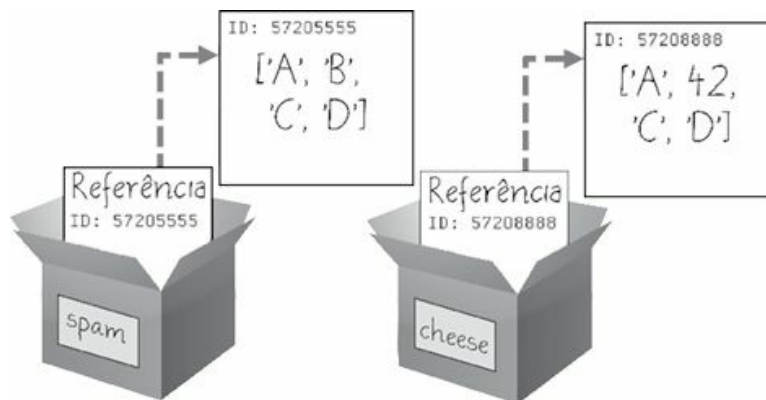 ID: 57205555
['A', 'B',
'C', 'D']
Referência
ID: 57205555
spam
ID: 57208888
['A', 42,
'C', 'D']
Referência
ID: 57208888
cheese